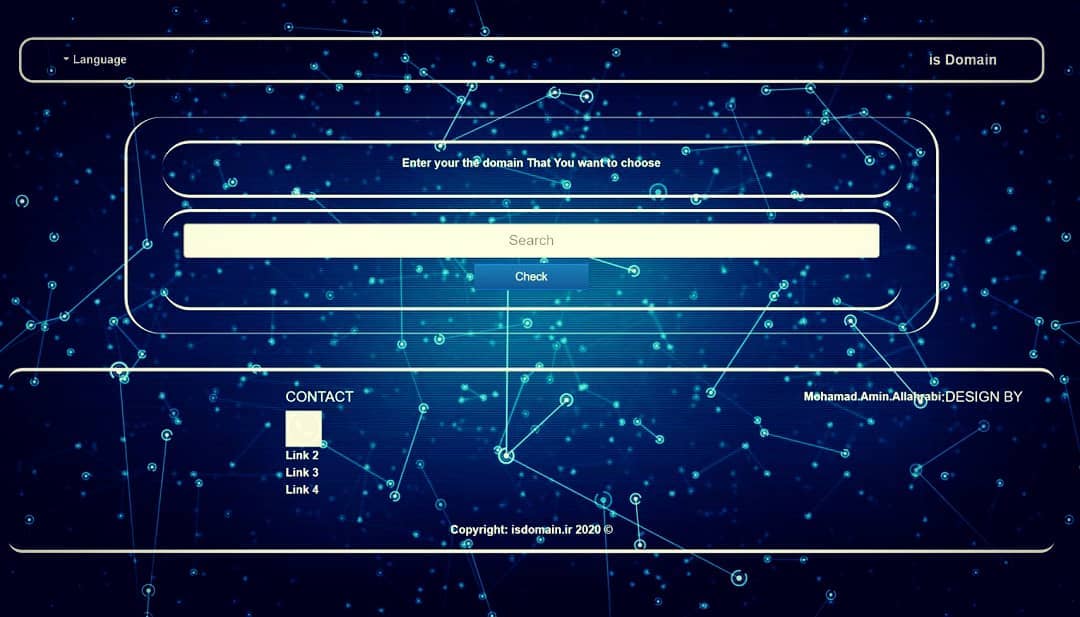 Language
is Domain
Enter your the domain That You want to choose
Search
Check
CONTACT
Link 2
Link 3
Link 4
Mohamad.Amin.Allahyabi:DESIGN BY
Copyright: isdomain.ir 2020 ©